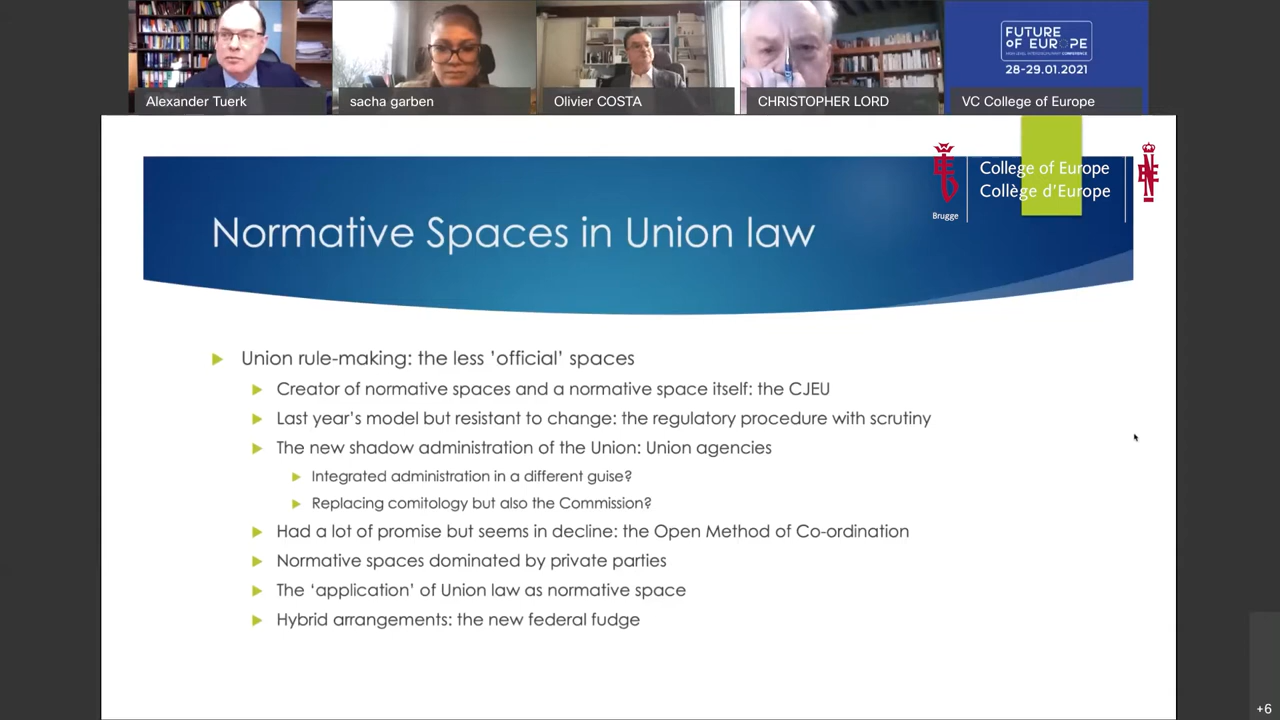 Alexander Tuerk
sacha garben
Olivier COSTA
CHRISTOPHER LORD
FUTURE
OF EUROPE
28-29.01.2021
VC College of Europe
Brugge
College of Europe
Collège d'Europe
Normative Spaces in Union law
Union rule-making: the less 'official' spaces
Creator of normative spaces and a normative space itself: the CJEU
Last year's model but resistant to change: the regulatory procedure with scrutiny
The new shadow administration of the Union: Union agencies
Integrated administration in a different guise?
Replacing comitology but also the Commission?
Had a lot of promise but seems in decline: the Open Method of Co-ordination
Normative spaces dominated by private parties
The 'application' of Union law as normative space
Hybrid arrangements: the new federal fudge
+6